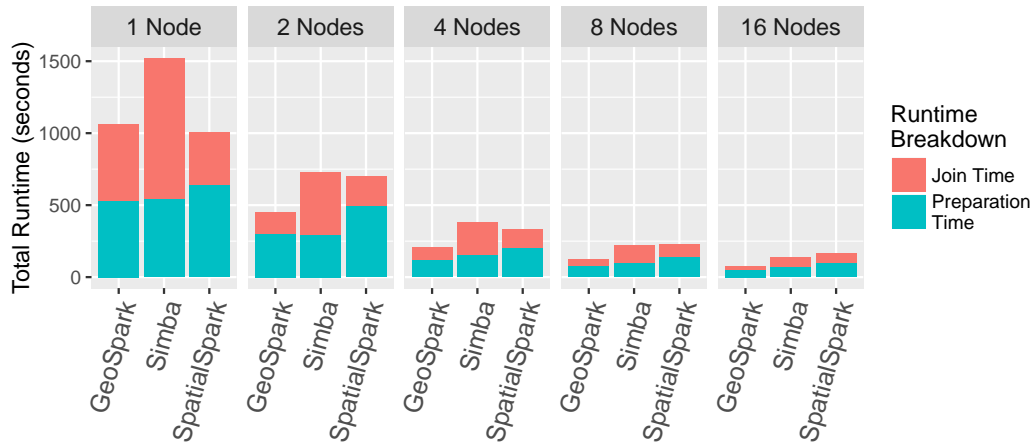 1 Node
2 Nodes
4 Nodes
8 Nodes
16 Nodes
Total Runtime (seconds)
1500
1000
500
0
GeoSpark
Simba
SpatialSpark
GeoSpark
Simba
SpatialSpark
GeoSpark
Simba
SpatialSpark
GeoSpark
Simba
SpatialSpark
GeoSpark
Simba
SpatialSpark
Runtime
Breakdown
Join Time
Preparation
Time